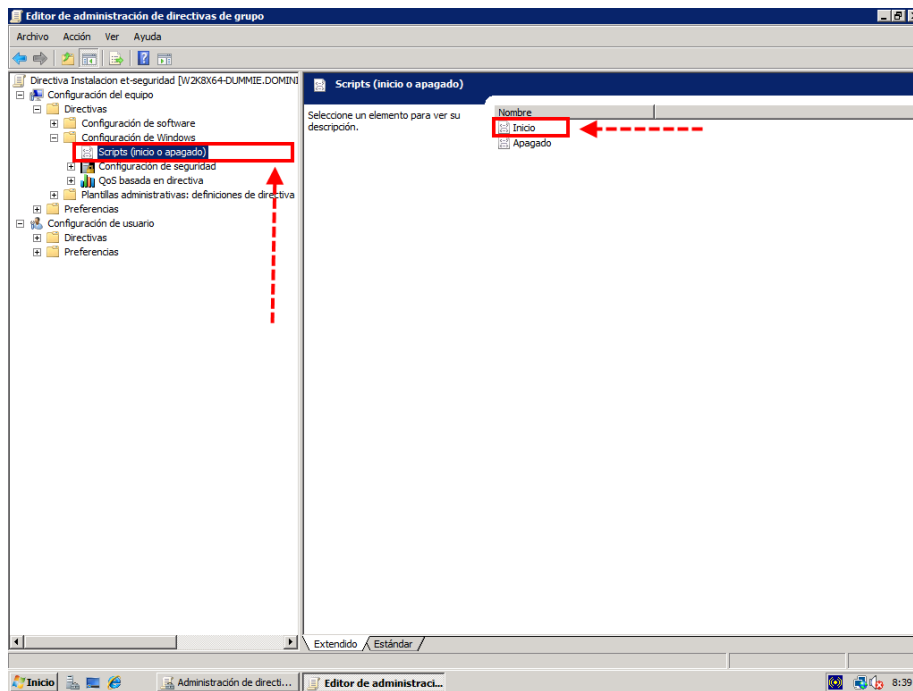 Editor de administración de directivas de grupo
Archivo Acción Ver Ayuda
Directiva Instalacion et-seguridad [W2K8X64-DUMMIE.DOMINI
Configuración del equipo
Directivas
Configuración de software
Configuración de Windows
Scripts (inicio o apagado)
Configuración de seguridad
QoS basada en directiva
Plantillas administrativas: definiciones de directiva
Preferencias
Configuración de usuario
Directivas
Preferencias
Scripts (inicio o apagado)
Seleccione un elemento para ver su
descripción.
Nombre
Inicio
Apagado
Extendido Estándar
Inicio Administración de directi... Editor de administraci... 8:39